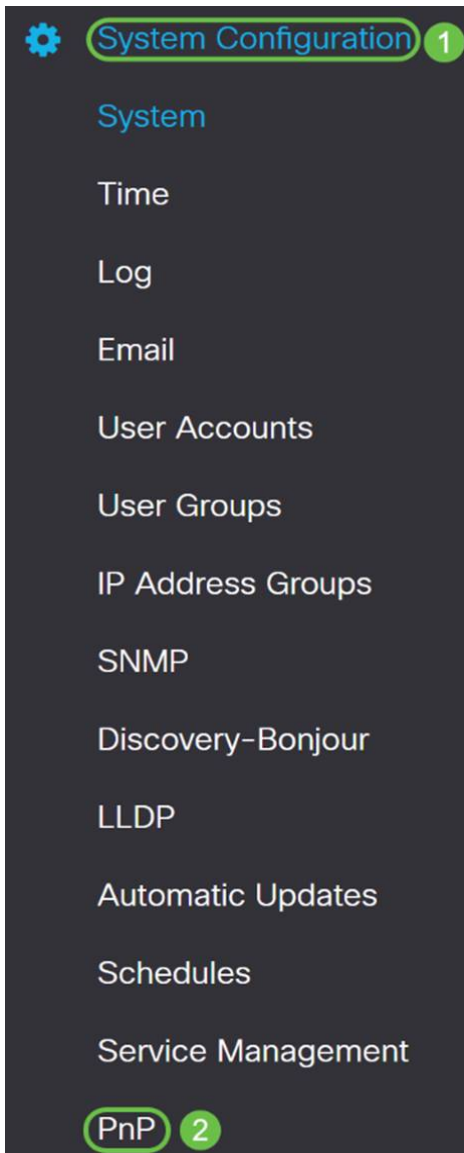 System Configuration 1
System
Time
Log
Email
User Accounts
User Groups
IP Address Groups
SNMP
Discovery-Bonjour
LLDP
Automatic Updates
Schedules
Service Management
PnP 2